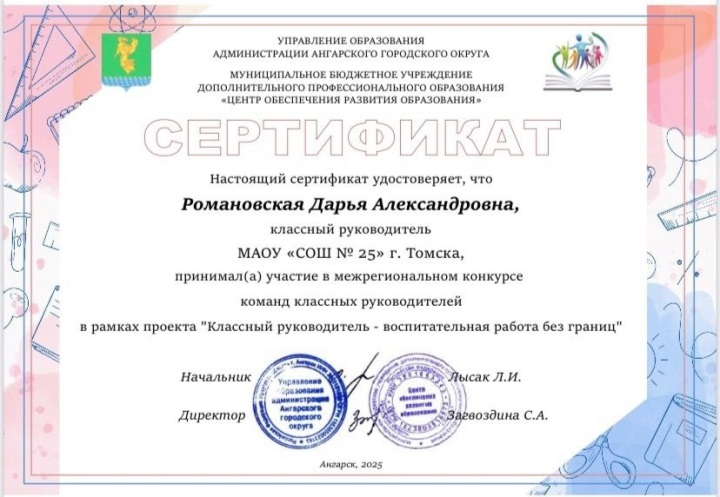 УПРАВЛЕНИЕ ОБРАЗОВАНИЯ
АДМИНИСТРАЦИИ АНГАРСКОГО ГОРОДСКОГО ОКРУГА
МУНИЦИПАЛЬНОЕ БЮДЖЕТНОЕ УЧРЕЖДЕНИЕ
ДОПОЛНИТЕЛЬНОГО ПРОФЕССИОНАЛЬНОГО ОБРАЗОВАНИЯ
«ЦЕНТР ОБЕСПЕЧЕНИЯ РАЗВИТИЯ ОБРАЗОВАНИЯ»
СЕРТИФИКАТ
Настоящий сертификат удостоверяет, что
Романовская Дарья Александровна,
классный руководитель
МАОУ «СОШ № 25» г. Томска,
принимал(а) участие в межрегиональном конкурсе
команд классных руководителей
в рамках проекта "Классный руководитель - воспитательная работа без границ"
Начальник Лысак Л.И.
Директор Загвоздина С.А.
Управление
образования
администрации
Ангарского
городского
округа
Центр
обеспечения
развития
образования
Ангарск, 2025